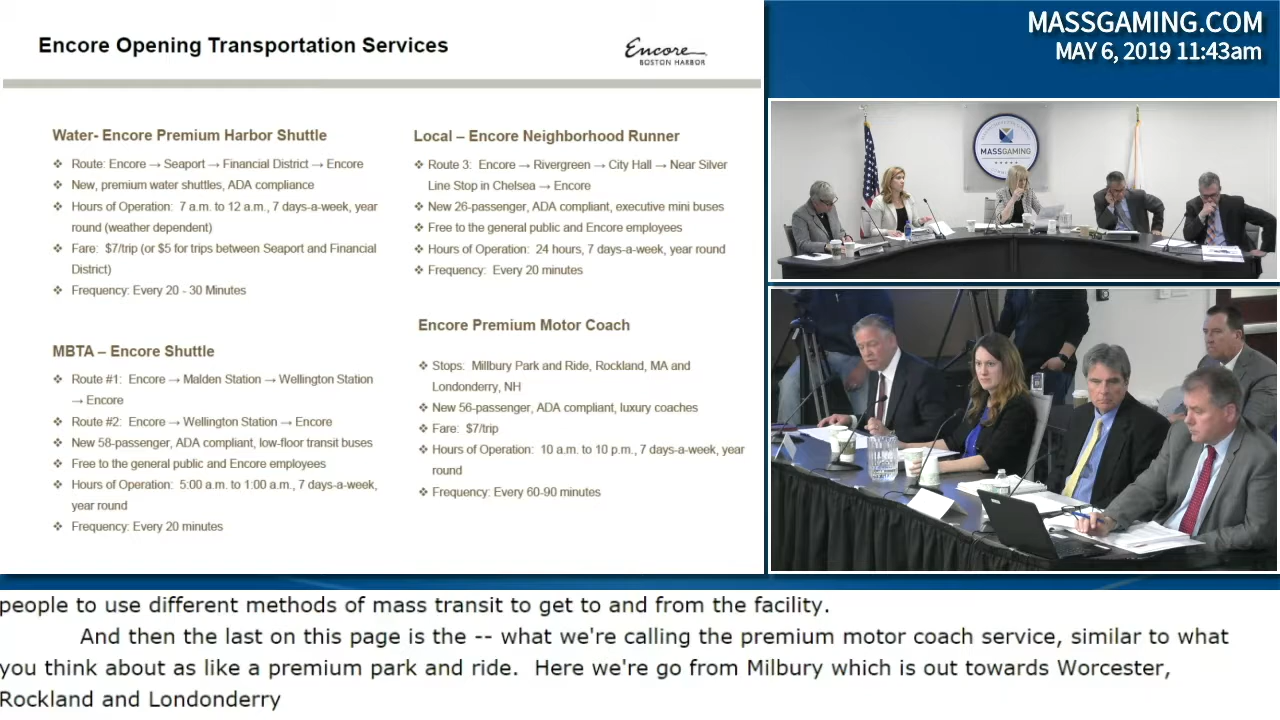 Encore Opening Transportation Services
Encore
BOSTON HARBOR
Water- Encore Premium Harbor Shuttle
❖ Route: Encore → Seaport → Financial District → Encore
❖ New, premium water shuttles, ADA compliance
❖ Hours of Operation: 7 a.m. to 12 a.m., 7 days-a-week, year
round (weather dependent)
❖ Fare: $7/trip (or $5 for trips between Seaport and Financial
District)
❖ Frequency: Every 20 - 30 Minutes
MBTA – Encore Shuttle
❖ Route #1: Encore → Malden Station → Wellington Station
→ Encore
❖ Route #2: Encore → Wellington Station → Encore
❖ New 58-passenger, ADA compliant, low-floor transit buses
❖ Free to the general public and Encore employees
❖ Hours of Operation: 5:00 a.m. to 1:00 a.m., 7 days-a-week,
year round
❖ Frequency: Every 20 minutes
Local – Encore Neighborhood Runner
❖ Route 3: Encore → Rivergreen → City Hall → Near Silver
Line Stop in Chelsea → Encore
❖ New 26-passenger, ADA compliant, executive mini buses
❖ Free to the general public and Encore employees
❖ Hours of Operation: 24 hours, 7 days-a-week, year round
❖ Frequency: Every 20 minutes
Encore Premium Motor Coach
❖ Stops: Millbury Park and Ride, Rockland, MA and
Londonderry, NH
❖ New 56-passenger, ADA compliant, luxury coaches
❖ Fare: $7/trip
❖ Hours of Operation: 10 a.m. to 10 p.m., 7 days-a-week, year
round
❖ Frequency: Every 60-90 minutes
MASSGAMING.COM
MAY 6, 2019 11:43am
MASSGAMING
people to use different methods of mass transit to get to and from the facility.
And then the last on this page is the -- what we're calling the premium motor coach service, similar to what
you think about as like a premium park and ride. Here we're go from Milbury which is out towards Worcester,
Rockland and Londonderry